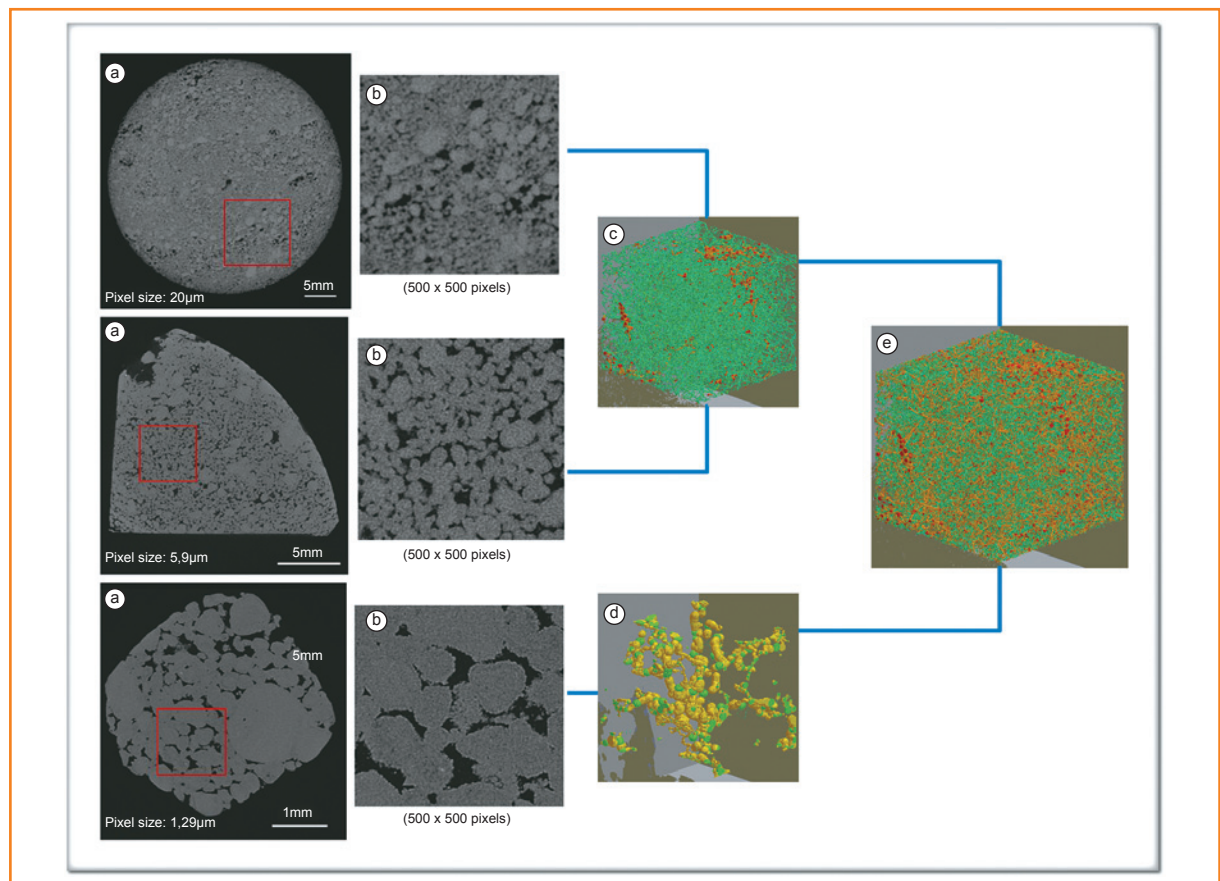 a
5mm
Pixel size: 20µm
b
(500 x 500 pixels)
c
a
5mm
Pixel size: 5,9µm
b
(500 x 500 pixels)
e
a
5mm
1mm
Pixel size: 1,29µm
b
(500 x 500 pixels)
d